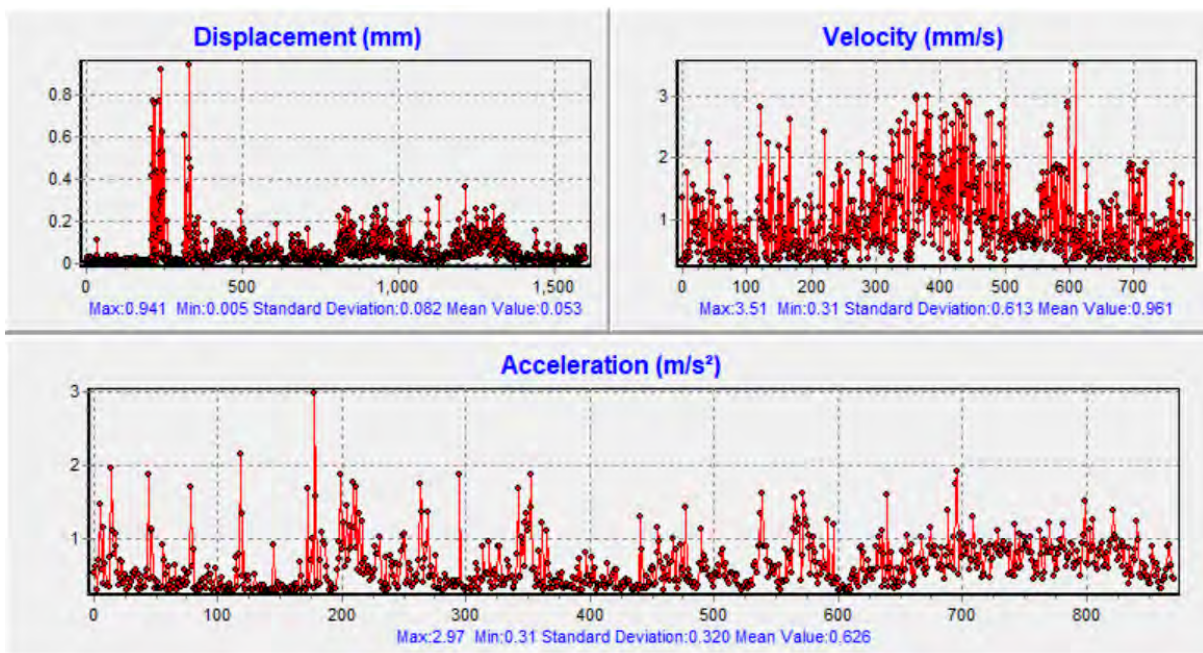 Displacement (mm)
0.8
0.6
0.4
0.2
0
0 500 1,000 1,500
Max:0.941 Min:0.005 Standard Deviation:0.082 Mean Value:0.053
Velocity (mm/s)
3
2
1
0 100 200 300 400 500 600 700
Max:3.51 Min:0.31 Standard Deviation:0.613 Mean Value:0.961
Acceleration (m/s²)
3
2
1
0 100 200 300 400 500 600 700 800
Max:2.97 Min:0.31 Standard Deviation:0.320 Mean Value:0.626